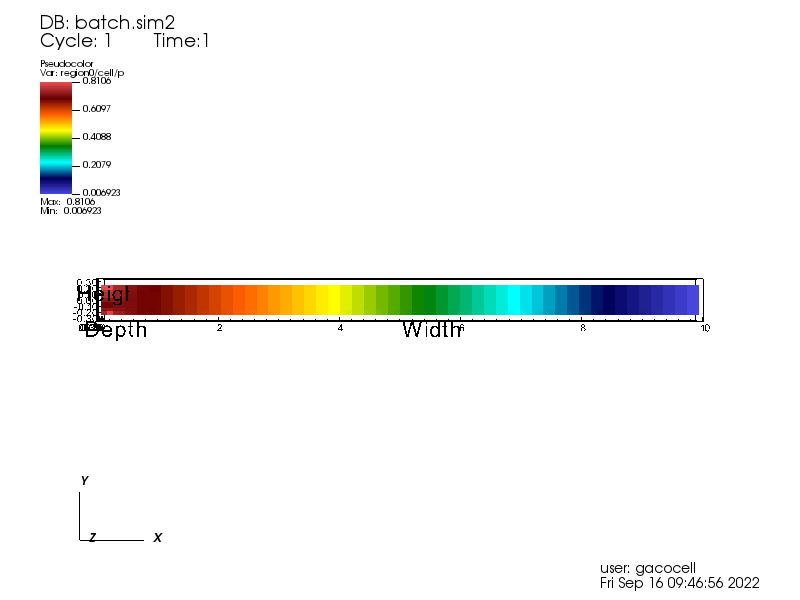 DB: batch.sim2
Cycle: 1 Time:1
Pseudocolor
Var: region0/cell/p
0.8106
0.6097
0.4088
0.2079
0.006923
Max: 0.8106
Min: 0.006923
Heigh
2 4 6 8 10
Depth Width
Y
Z X
user: gacocell
Fri Sep 16 09:46:56 2022